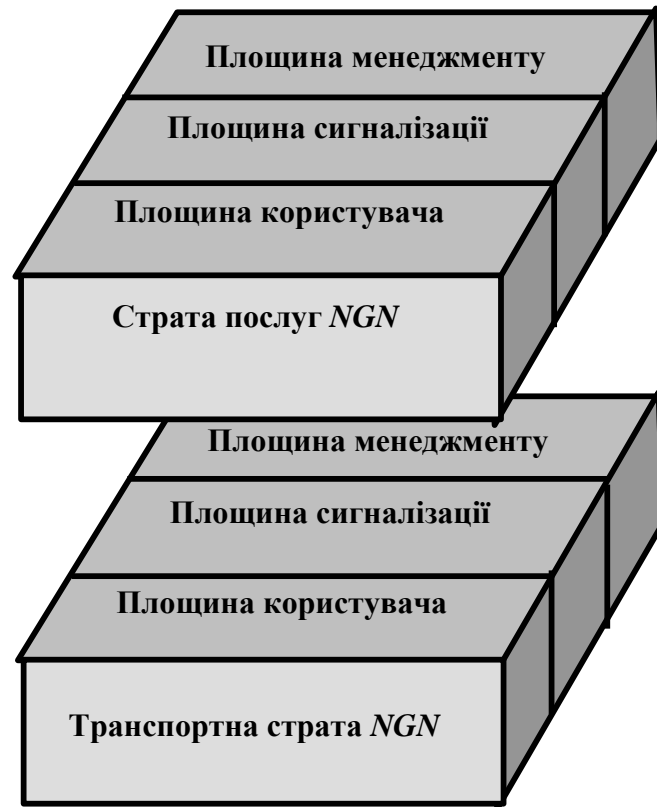 Площина менеджменту
Площина сигналізації
Площина користувача
Страта послуг NGN
Площина менеджменту
Площина сигналізації
Площина користувача
Транспортна страта NGN